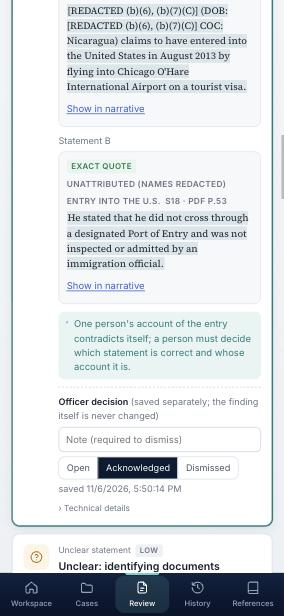 [REDACTED (b)(6), (b)(7)(C)] (DOB:
[REDACTED (b)(6), (b)(7)(C)] COC:
Nicaragua) claims to have entered into
the United States in August 2013 by
flying into Chicago O'Hare
International Airport on a tourist visa.
Show in narrative
Statement B
EXACT QUOTE
UNATTRIBUTED (NAMES REDACTED)
ENTRY INTO THE U.S. S18 · PDF P.53
He stated that he did not cross through
a designated Port of Entry and was not
inspected or admitted by an
immigration official.
Show in narrative
One person's account of the entry
contradicts itself; a person must decide
which statement is correct and whose
account it is.
Officer decision (saved separately; the finding
itself is never changed)
Note (required to dismiss)
Open Acknowledged Dismissed
saved 11/6/2026, 5:50:14 PM
› Technical details
Unclear statement LOW
Unclear: identifying documents
Workspace Cases Review History References